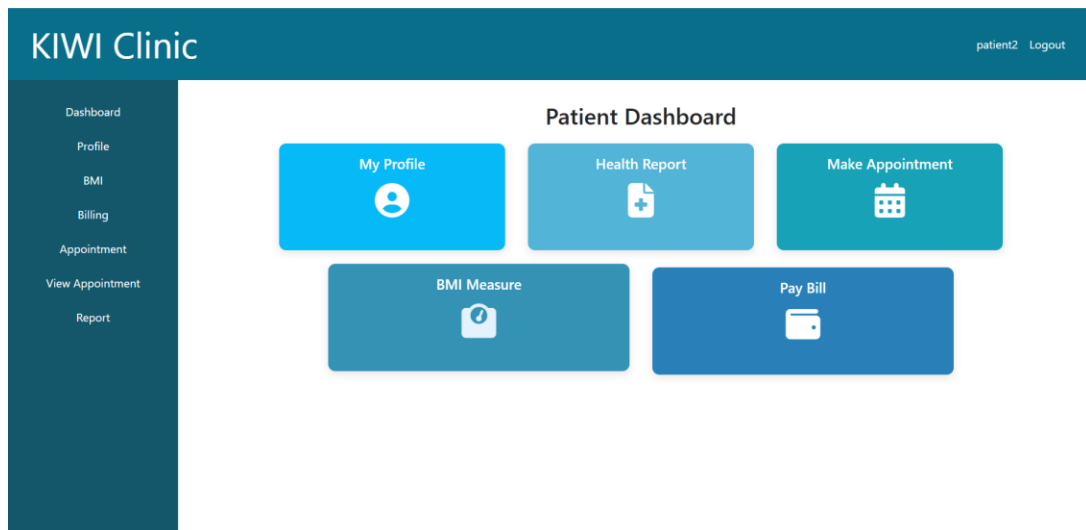 KIWI Clinic
patient2 Logout
Dashboard
Profile
BMI
Billing
Appointment
View Appointment
Report
Patient Dashboard
My Profile
Health Report
Make Appointment
BMI Measure
Pay Bill